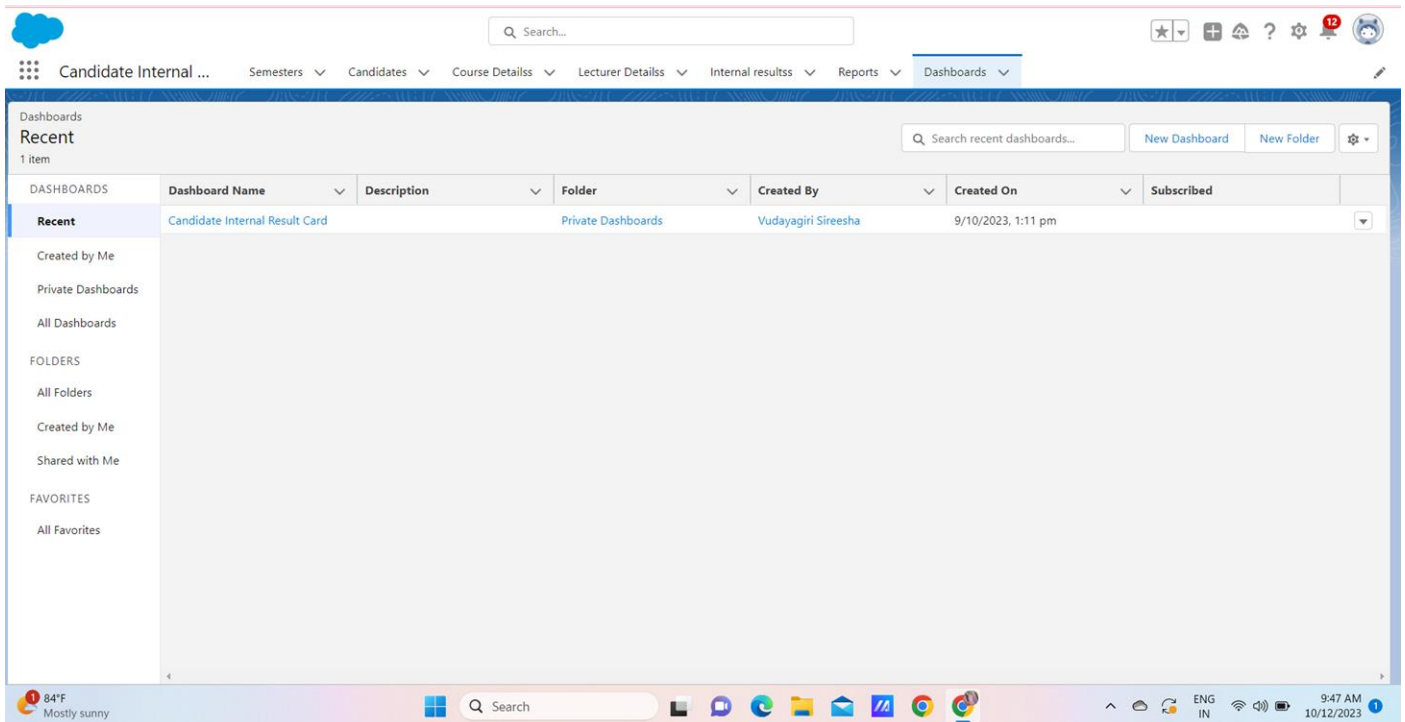 Search...
12
Candidate Internal ... Semesters Candidates Course Detailss Lecturer Detailss Internal resultss Reports Dashboards
Dashboards
Recent
1 item
Search recent dashboards...
New Dashboard
New Folder
DASHBOARDS
Recent
Created by Me
Private Dashboards
All Dashboards
FOLDERS
All Folders
Created by Me
Shared with Me
FAVORITES
All Favorites
Dashboard Name Description Folder Created By Created On Subscribed
Candidate Internal Result Card Private Dashboards Vudayagiri Sireesha 9/10/2023, 1:11 pm
1
84°F
Mostly sunny
Search
ENG
IN
9:47 AM
10/12/2023
1